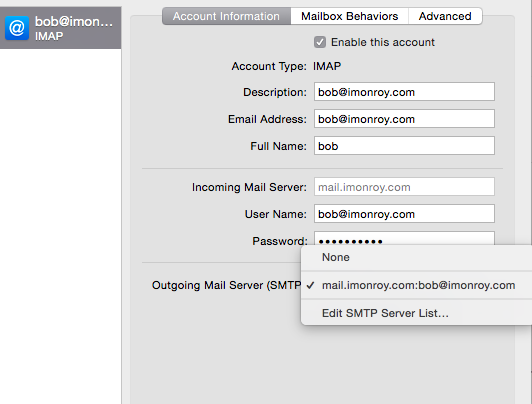 Account Information Mailbox Behaviors Advanced
@ bob@imon...
IMAP
Enable this account
Account Type: IMAP
Description: bob@imonroy.com
Email Address: bob@imonroy.com
Full Name: bob
Incoming Mail Server: mail.imonroy.com
User Name: bob@imonroy.com
Password: ••••••••••
None
Outgoing Mail Server (SMTP
✓ mail.imonroy.com:bob@imonroy.com
Edit SMTP Server List...